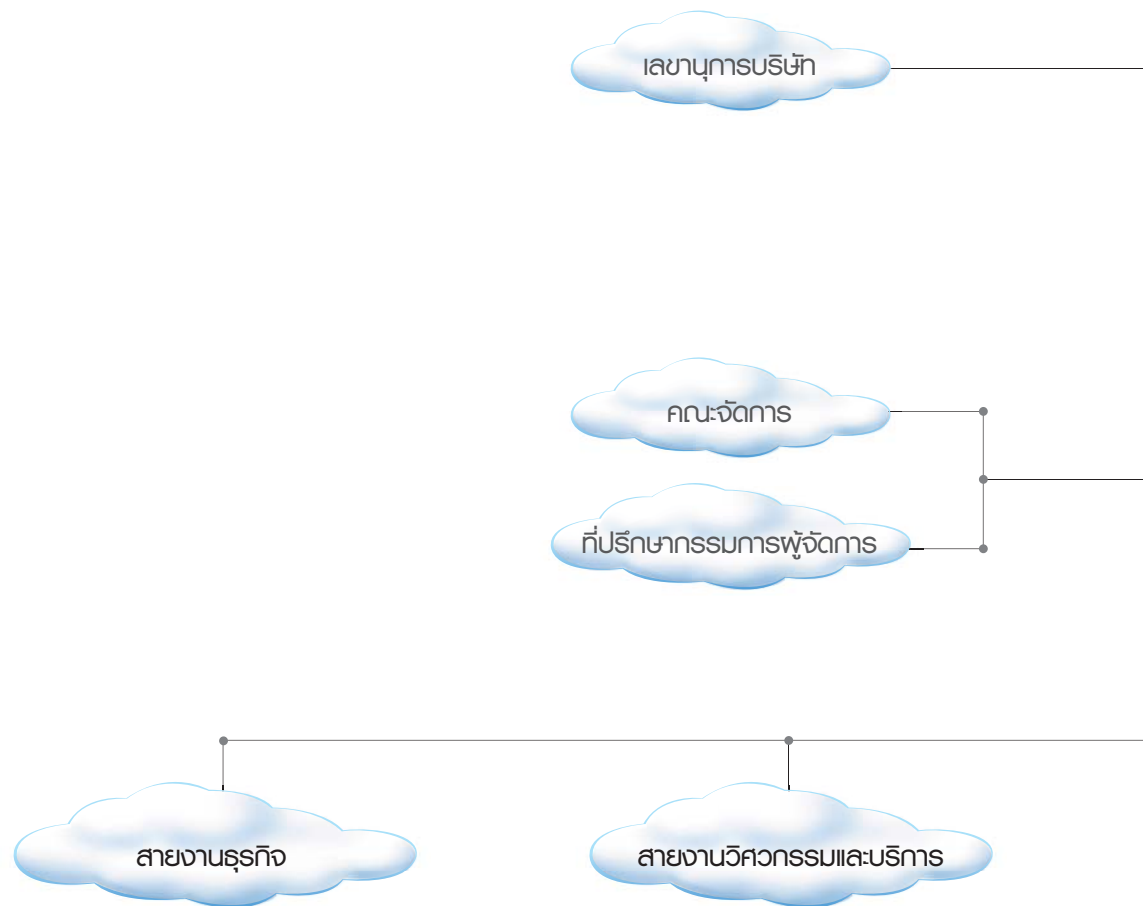 เลขานุการบริษัท
คณะจัดการ
ที่ปรึกษากรรมการผู้จัดการ
สายงานธุรกิจ
สายงานวิศวกรรมและบริการ